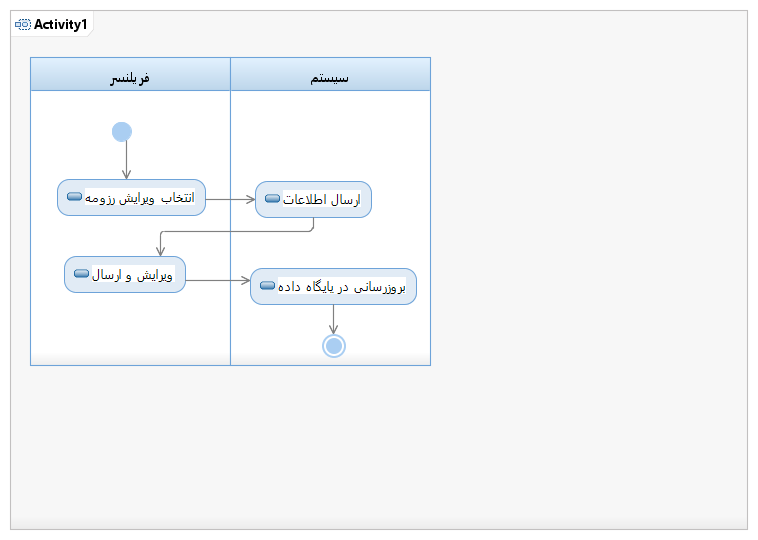 Activity1
فریلنسر
سیستم
انتخاب ویرایش رزومه
ارسال اطلاعات
ویرایش و ارسال
بروزرسانی در پایگاه داده